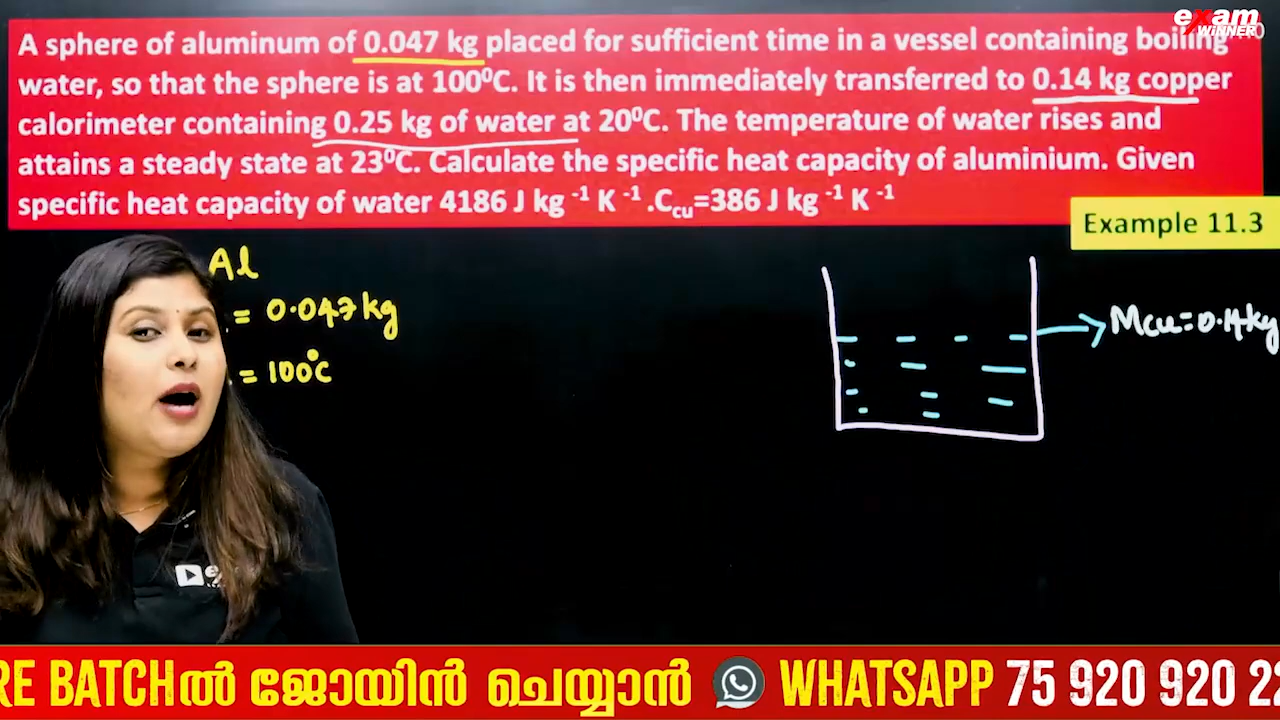 exam
WiNNER
A sphere of aluminum of 0.047 kg placed for sufficient time in a vessel containing boiling
water, so that the sphere is at 100⁰C. It is then immediately transferred to 0.14 kg copper
calorimeter containing 0.25 kg of water at 20⁰C. The temperature of water rises and
attains a steady state at 23⁰C. Calculate the specific heat capacity of aluminium. Given
specific heat capacity of water 4186 J kg ⁻¹ K ⁻¹ .Ccu=386 J kg ⁻¹ K ⁻¹
Example 11.3
Al
= 0.047 kg
= 100°C
Mcu=0.14kg
RE BATCHൽ ജോയിൻ ചെയ്യാൻ WHATSAPP 75 920 920 22